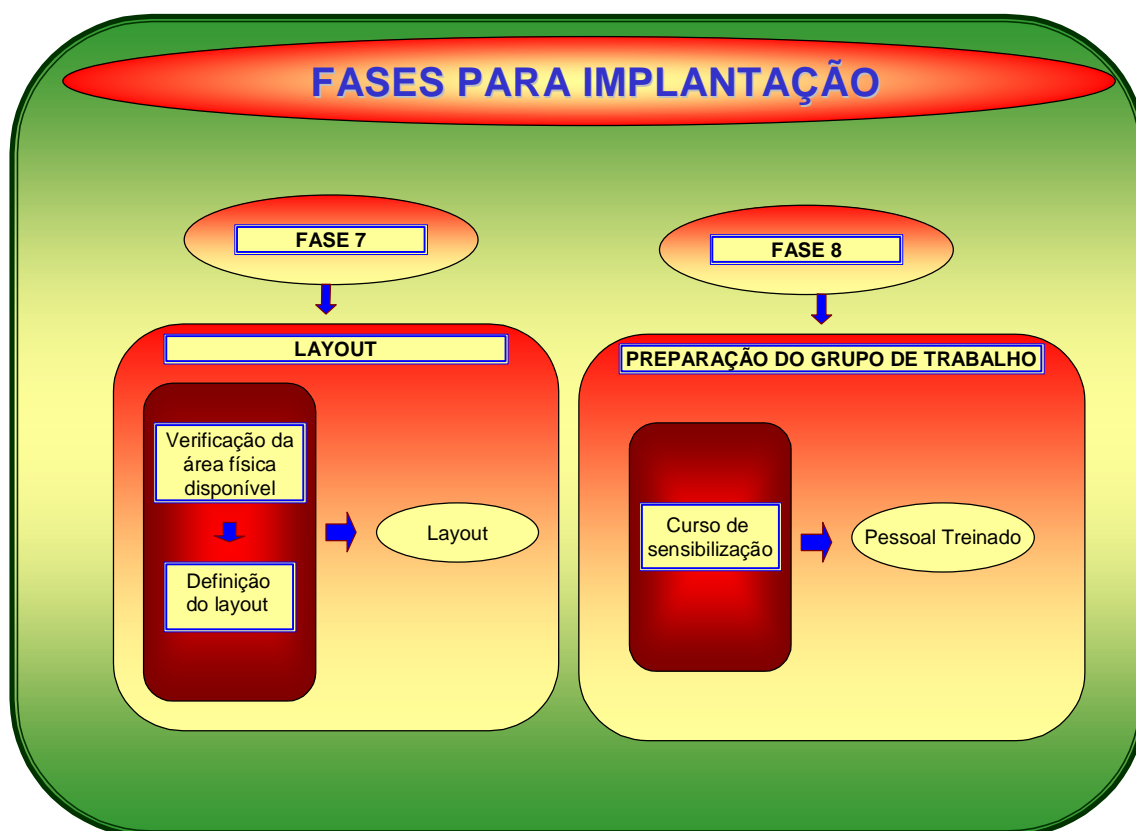 FASES PARA IMPLANTAÇÃO
FASE 7
LAYOUT
Verificação da
área física
disponível
Definição
do layout
Layout
FASE 8
PREPARAÇÃO DO GRUPO DE TRABALHO
Curso de
sensibilização
Pessoal Treinado